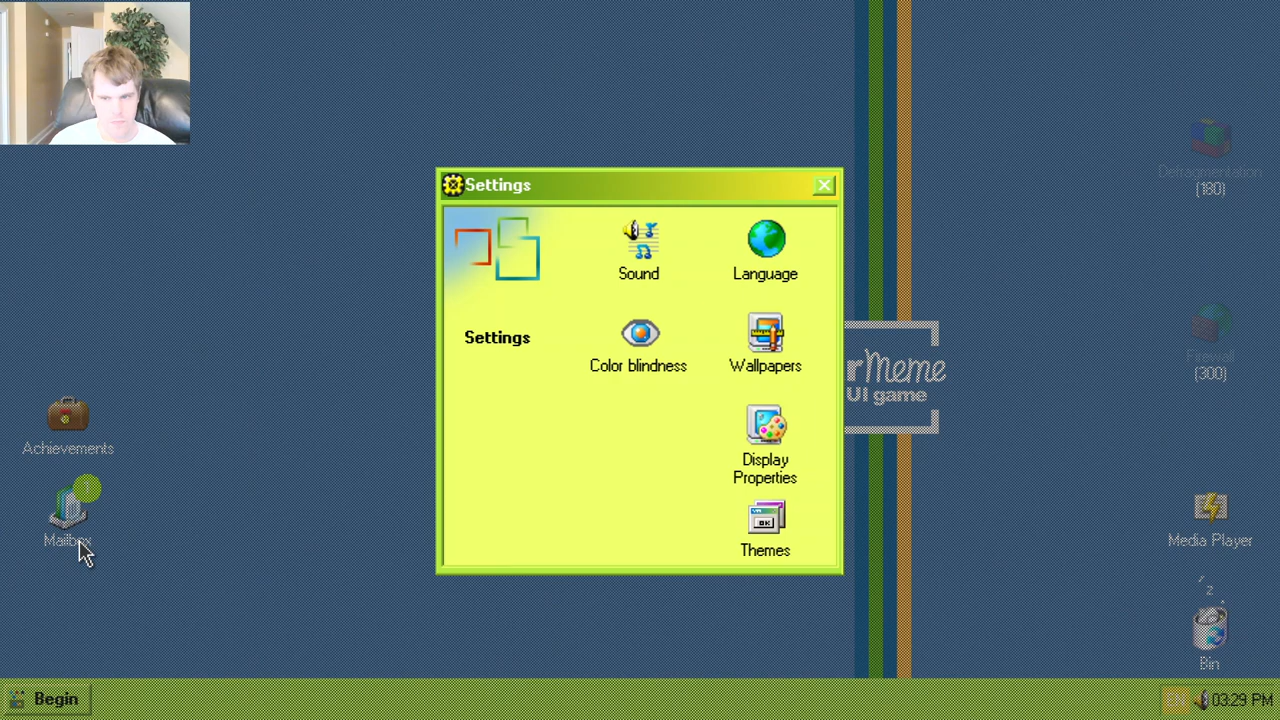 Settings
Sound
Language
Settings
Color blindness
Wallpapers
Display
Properties
Themes
rMeme
UI game
Achievements
Mailbox
(180)
(300)
Media Player
Bin
Begin
03:29 PM